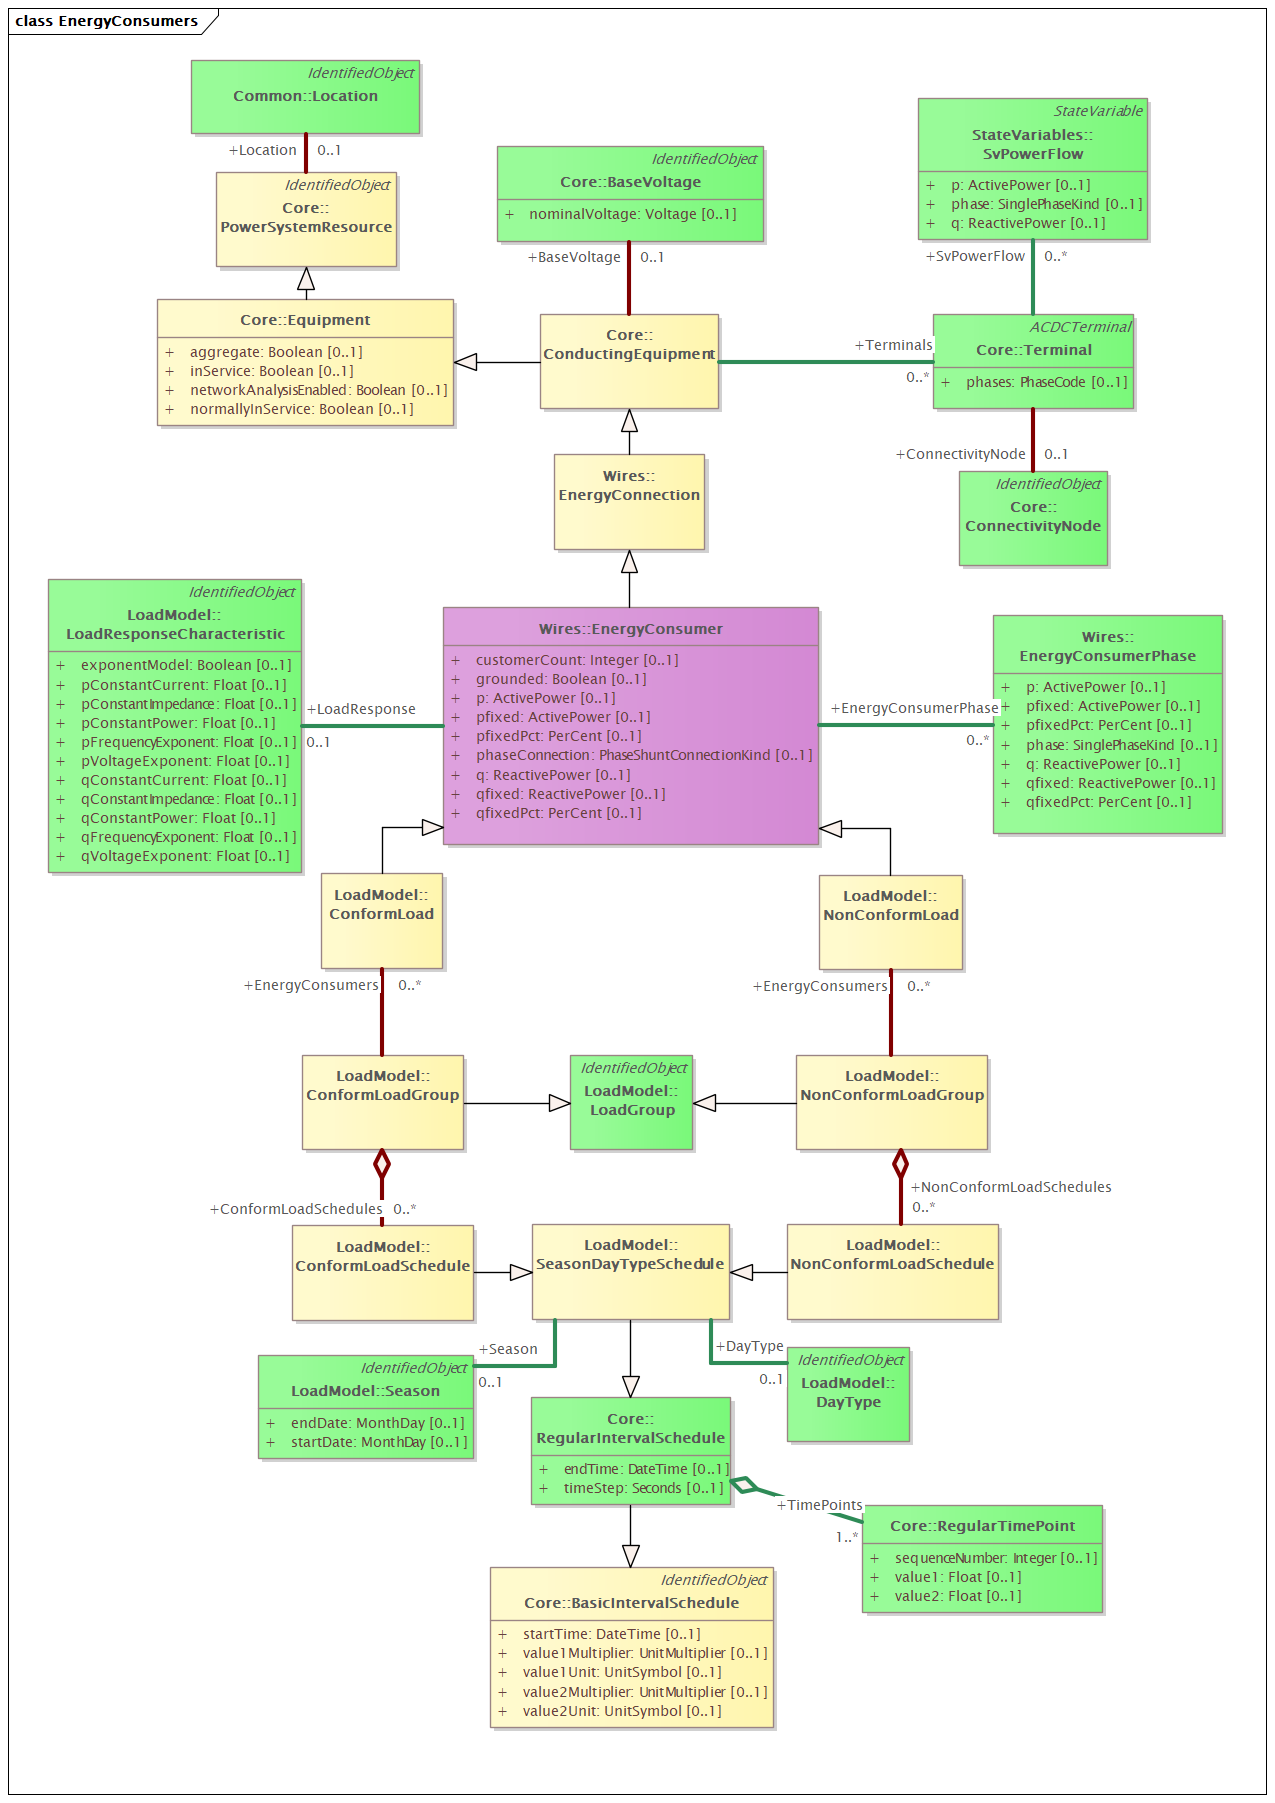 class EnergyConsumers
IdentifiedObject
Common::Location
+Location 0..1
IdentifiedObject
Core::
PowerSystemResource
IdentifiedObject
Core::BaseVoltage
+ nominalVoltage: Voltage [0..1]
+BaseVoltage 0..1
StateVariable
StateVariables::
SvPowerFlow
+ p: ActivePower [0..1]
+ phase: SinglePhaseKind [0..1]
+ q: ReactivePower [0..1]
+SvPowerFlow 0..*
Core::Equipment
+ aggregate: Boolean [0..1]
+ inService: Boolean [0..1]
+ networkAnalysisEnabled: Boolean [0..1]
+ normallyInService: Boolean [0..1]
Core::
ConductingEquipment
+Terminals
0..*
ACDCTerminal
Core::Terminal
+ phases: PhaseCode [0..1]
+ConnectivityNode 0..1
IdentifiedObject
Core::
ConnectivityNode
Wires::
EnergyConnection
IdentifiedObject
LoadModel::
LoadResponseCharacteristic
+ exponentModel: Boolean [0..1]
+ pConstantCurrent: Float [0..1]
+ pConstantImpedance: Float [0..1]
+ pConstantPower: Float [0..1]
+ pFrequencyExponent: Float [0..1]
+ pVoltageExponent: Float [0..1]
+ qConstantCurrent: Float [0..1]
+ qConstantImpedance: Float [0..1]
+ qConstantPower: Float [0..1]
+ qFrequencyExponent: Float [0..1]
+ qVoltageExponent: Float [0..1]
+LoadResponse
0..1
Wires::EnergyConsumer
+ customerCount: Integer [0..1]
+ grounded: Boolean [0..1]
+ p: ActivePower [0..1]
+ pfixed: ActivePower [0..1]
+ pfixedPct: PerCent [0..1]
+ phaseConnection: PhaseShuntConnectionKind [0..1]
+ q: ReactivePower [0..1]
+ qfixed: ReactivePower [0..1]
+ qfixedPct: PerCent [0..1]
+EnergyConsumerPhase
0..*
Wires::
EnergyConsumerPhase
+ p: ActivePower [0..1]
+ pfixed: ActivePower [0..1]
+ pfixedPct: PerCent [0..1]
+ phase: SinglePhaseKind [0..1]
+ q: ReactivePower [0..1]
+ qfixed: ReactivePower [0..1]
+ qfixedPct: PerCent [0..1]
LoadModel::
ConformLoad
LoadModel::
NonConformLoad
+EnergyConsumers 0..*
+EnergyConsumers 0..*
LoadModel::
ConformLoadGroup
IdentifiedObject
LoadModel::
LoadGroup
LoadModel::
NonConformLoadGroup
+ConformLoadSchedules 0..*
+NonConformLoadSchedules
0..*
LoadModel::
ConformLoadSchedule
LoadModel::
SeasonDayTypeSchedule
LoadModel::
NonConformLoadSchedule
+Season
0..1
+DayType
0..1
IdentifiedObject
LoadModel::Season
+ endDate: MonthDay [0..1]
+ startDate: MonthDay [0..1]
IdentifiedObject
LoadModel::
DayType
Core::
RegularIntervalSchedule
+ endTime: DateTime [0..1]
+ timeStep: Seconds [0..1]
+TimePoints
1..*
Core::RegularTimePoint
+ sequenceNumber: Integer [0..1]
+ value1: Float [0..1]
+ value2: Float [0..1]
IdentifiedObject
Core::BasicIntervalSchedule
+ startTime: DateTime [0..1]
+ value1Multiplier: UnitMultiplier [0..1]
+ value1Unit: UnitSymbol [0..1]
+ value2Multiplier: UnitMultiplier [0..1]
+ value2Unit: UnitSymbol [0..1]